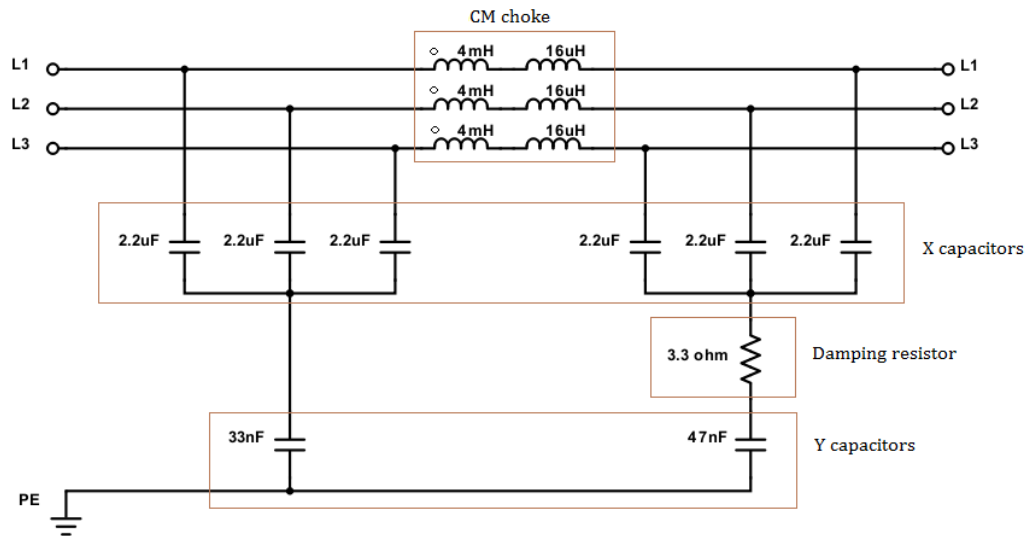 CM choke
4mH 16uH
L1 L1
4mH 16uH
L2 L2
4mH 16uH
L3 L3
2.2uF 2.2uF 2.2uF 2.2uF 2.2uF 2.2uF
X capacitors
3.3 ohm
Damping resistor
33nF 47nF
Y capacitors
PE